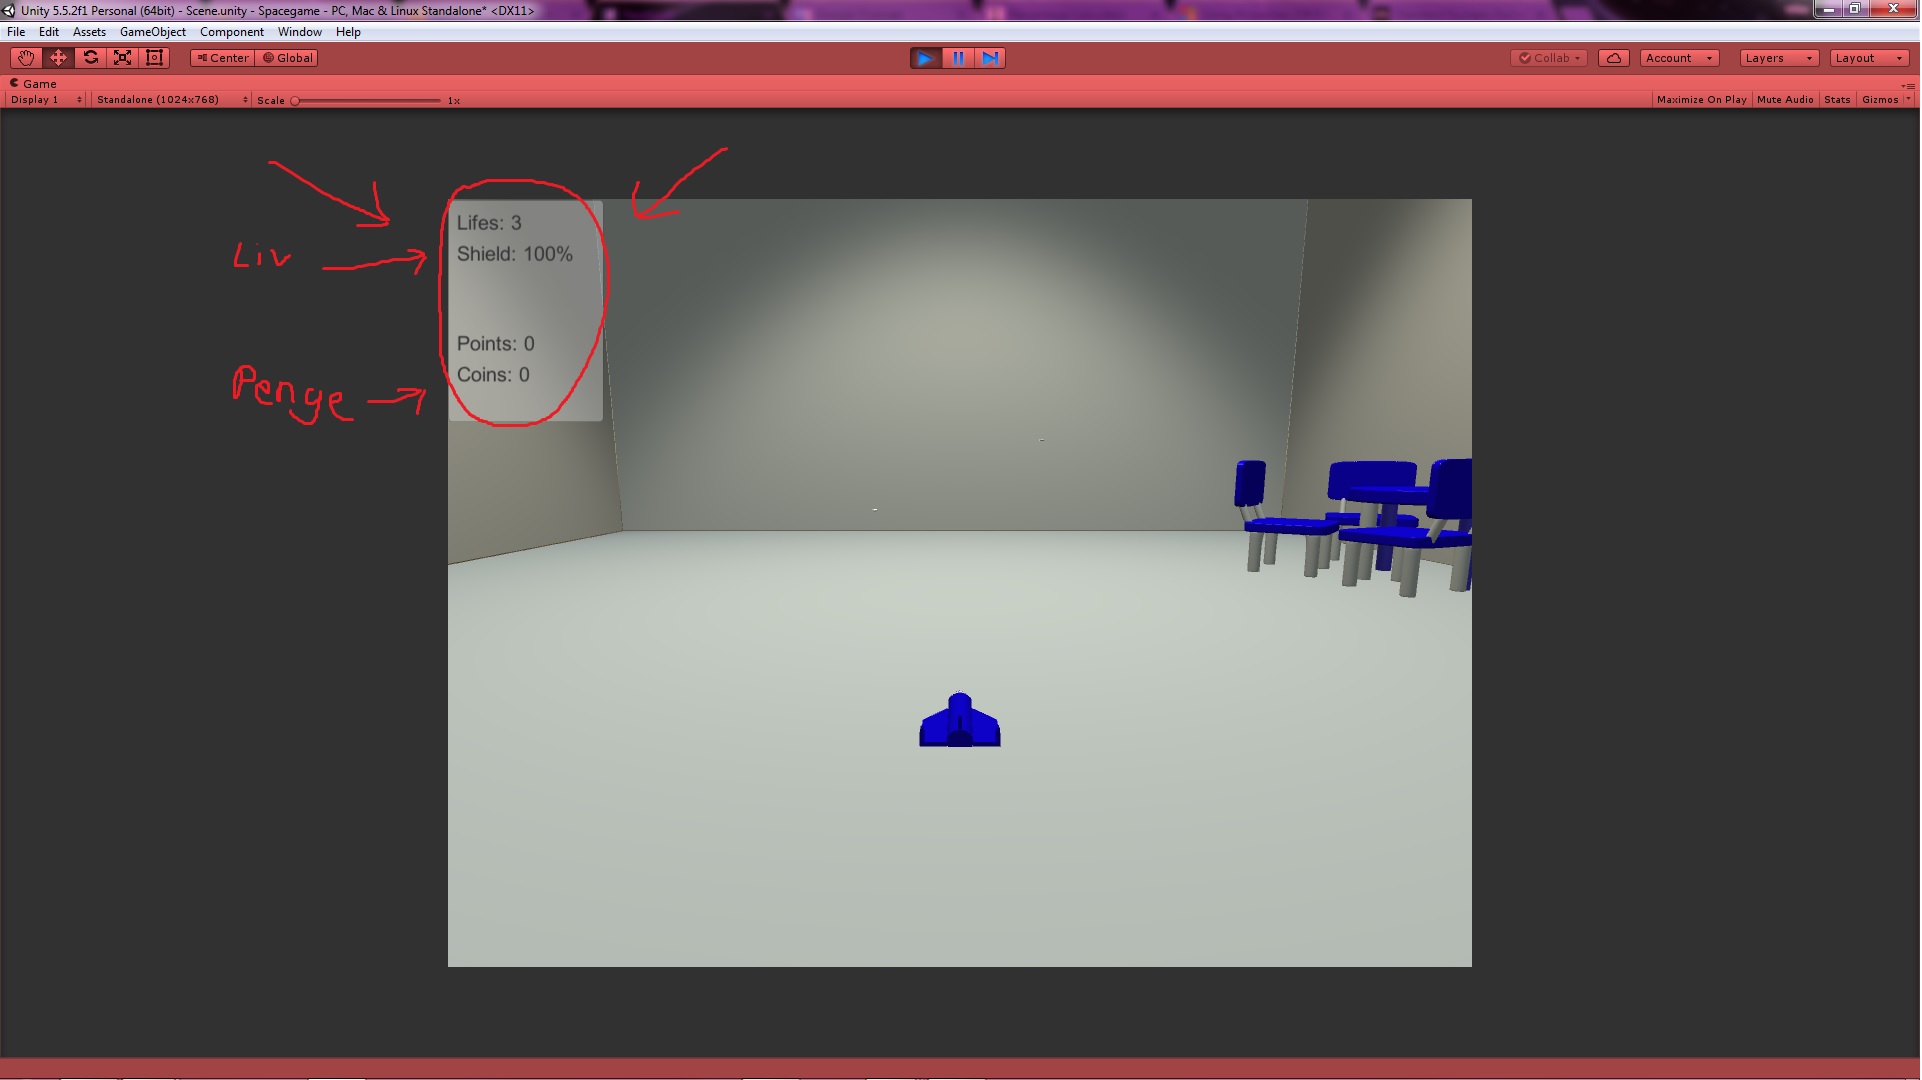 Unity 5.5.2f1 Personal (64bit) - Scene.unity - Spacegame - PC, Mac & Linux Standalone* <DX11>
File Edit Assets GameObject Component Window Help
Center Global Collab Account Layers Layout
Game
Display 1 Standalone (1024x768) Scale 1x Maximize On Play Mute Audio Stats Gizmos
Lifes: 3
Liv
Shield: 100%
Points: 0
Penge
Coins: 0